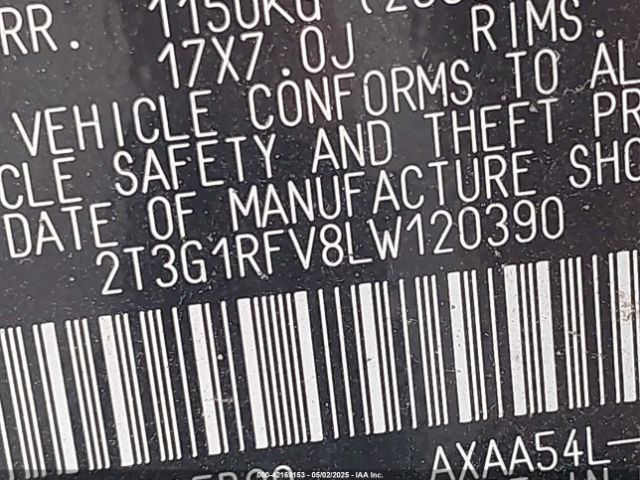 RR. 1150KG
17X7.0J RIMS.
VEHICLE CONFORMS TO AL
CLE SAFETY AND THEFT PR
DATE OF MANUFACTURE SHO
2T3G1RFV8LW120390
AXAA54L-
000-42169153 - 05/02/2025 - IAAI, Inc.